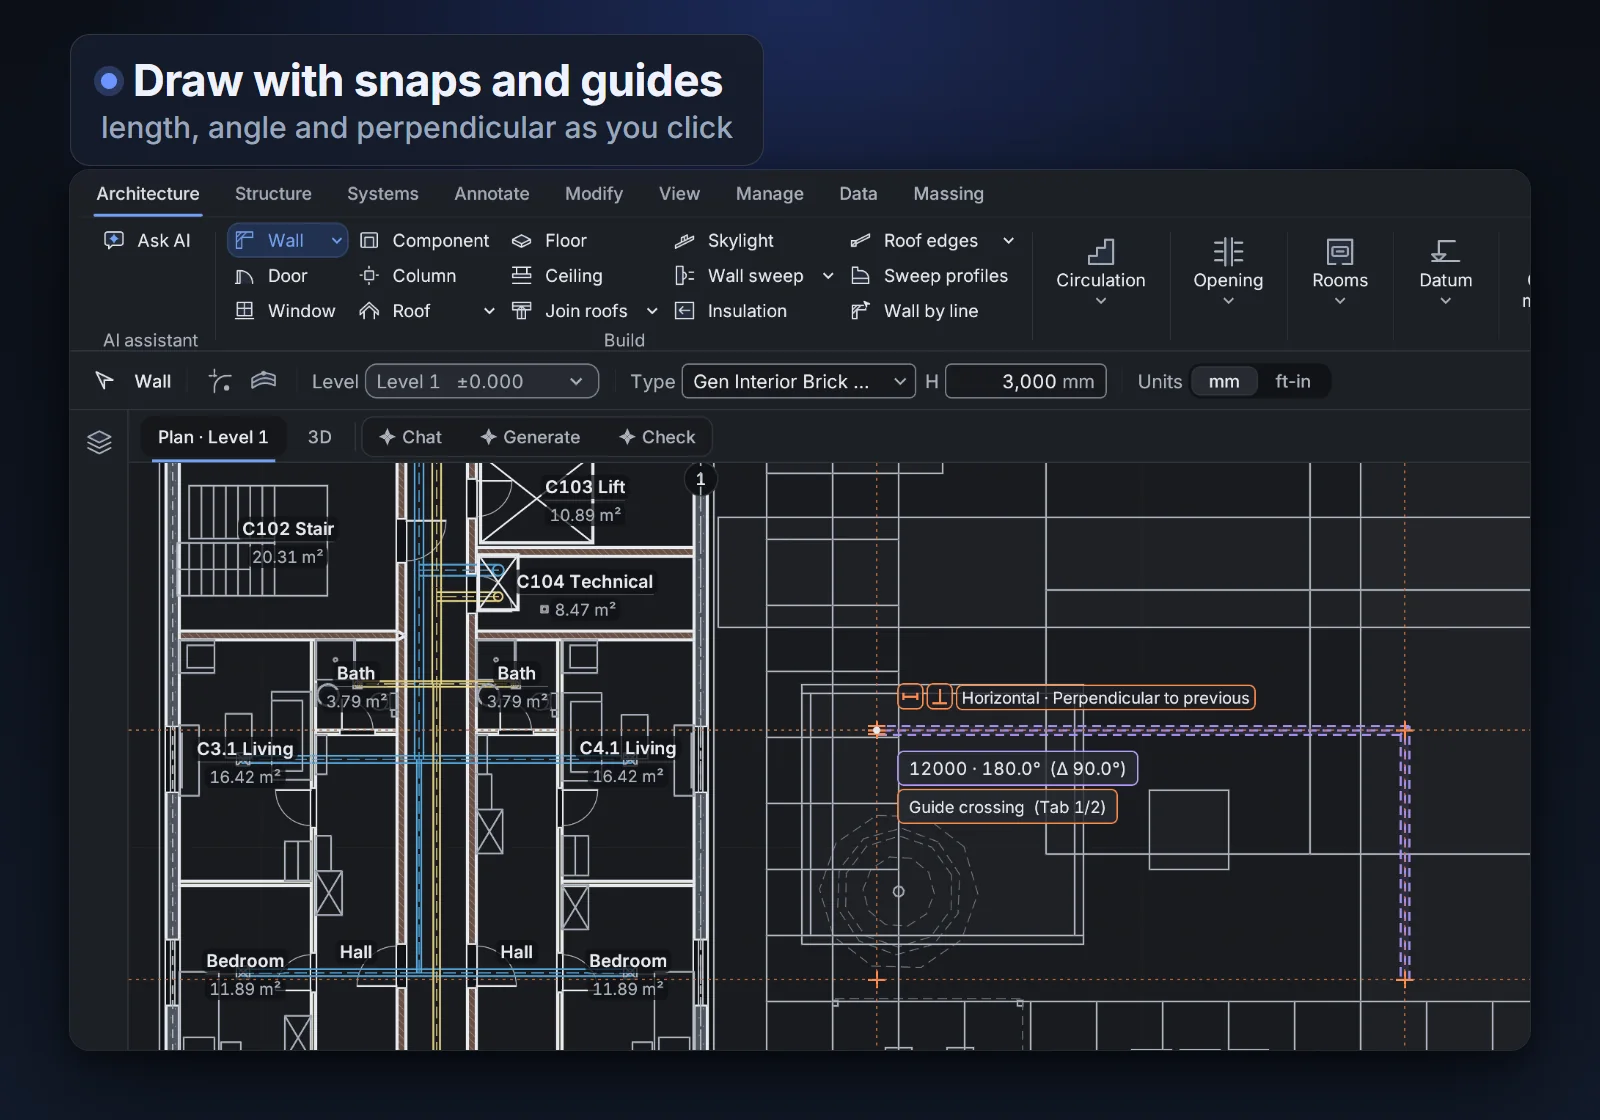 Draw with snaps and guides
length, angle and perpendicular as you click
Architecture Structure Systems Annotate Modify View Manage Data Massing
Ask AI Wall Component Floor Skylight Roof edges
Door Column Ceiling Wall sweep Sweep profiles
Window Roof Join roofs Insulation Wall by line
Circulation Opening Rooms Datum
AI assistant Build
Wall Level Level 1 ±0.000 Type Gen Interior Brick ... H 3,000 mm Units mm ft-in
Plan · Level 1 3D Chat Generate Check
1
C103 Lift
10.89 m²
C102 Stair
20.31 m²
C104 Technical
8.47 m²
Bath Bath
3.79 m² 3.79 m²
Horizontal · Perpendicular to previous
C3.1 Living C4.1 Living
16.42 m² 16.42 m²
12000 · 180.0° (Δ 90.0°)
Guide crossing (Tab 1/2)
Hall Hall
Bedroom Bedroom
11.89 m² 11.89 m²